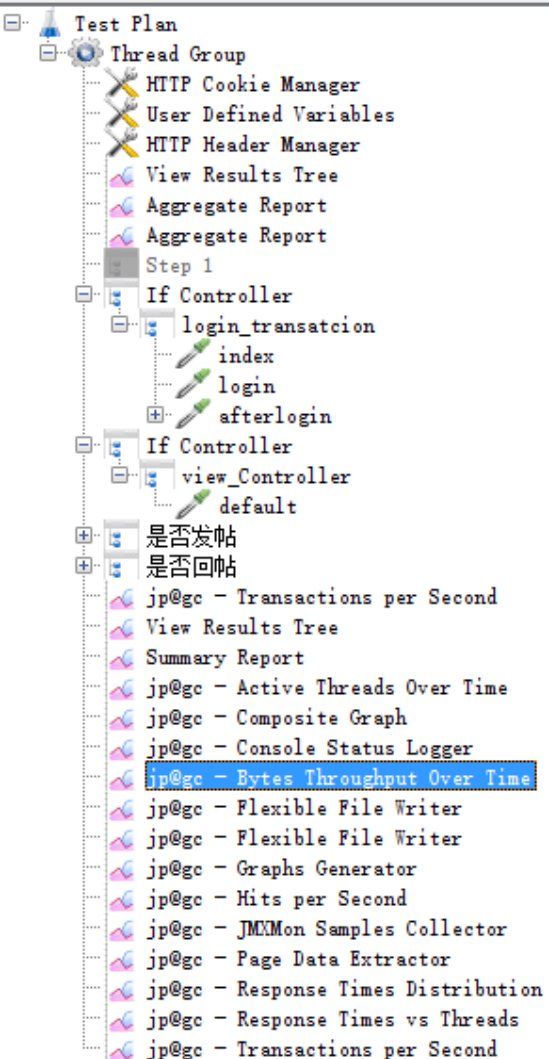 Test Plan
Thread Group
HTTP Cookie Manager
User Defined Variables
HTTP Header Manager
View Results Tree
Aggregate Report
Aggregate Report
Step 1
If Controller
login_transatcion
index
login
afterlogin
If Controller
view_Controller
default
是否发帖
是否回帖
jp@gc - Transactions per Second
View Results Tree
Summary Report
jp@gc - Active Threads Over Time
jp@gc - Composite Graph
jp@gc - Console Status Logger
jp@gc - Bytes Throughput Over Time
jp@gc - Flexible File Writer
jp@gc - Flexible File Writer
jp@gc - Graphs Generator
jp@gc - Hits per Second
jp@gc - JMXMon Samples Collector
jp@gc - Page Data Extractor
jp@gc - Response Times Distribution
jp@gc - Response Times vs Threads
jp@gc - Transactions per Second